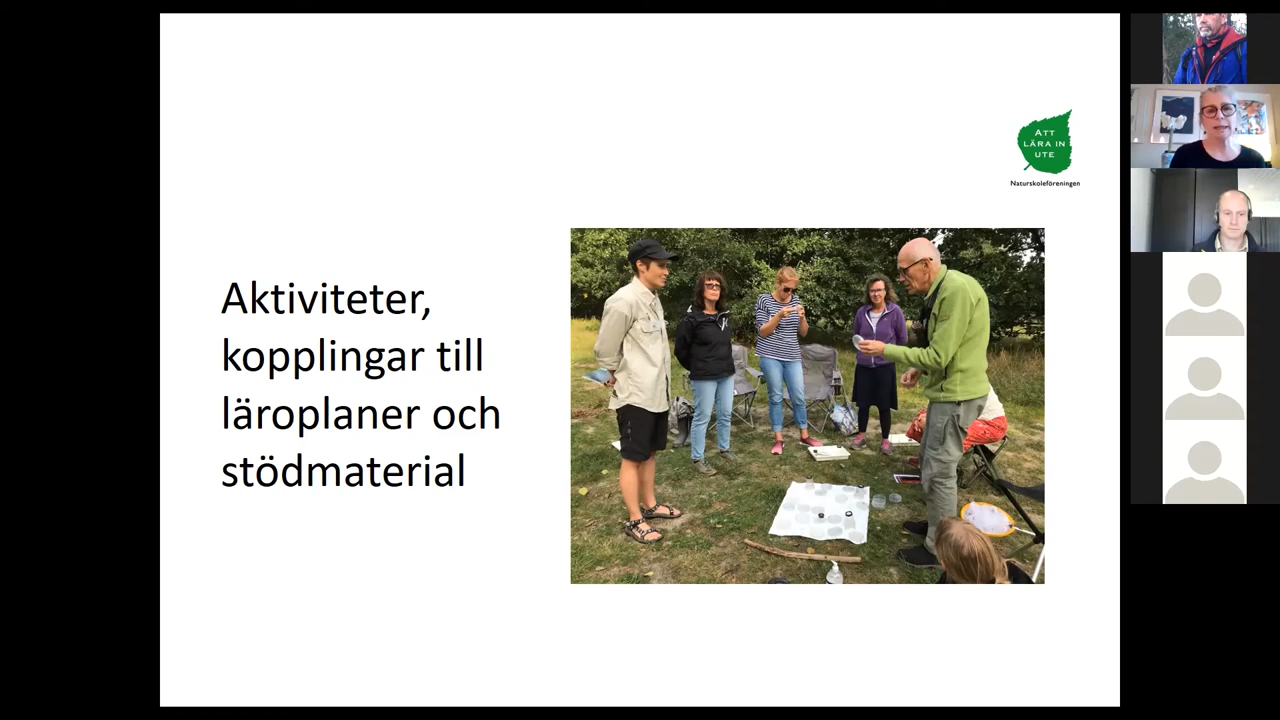 ATT
LÄRA IN
UTE
Naturskoleföreningen
Aktiviteter,
kopplingar till
läroplaner och
stödmaterial